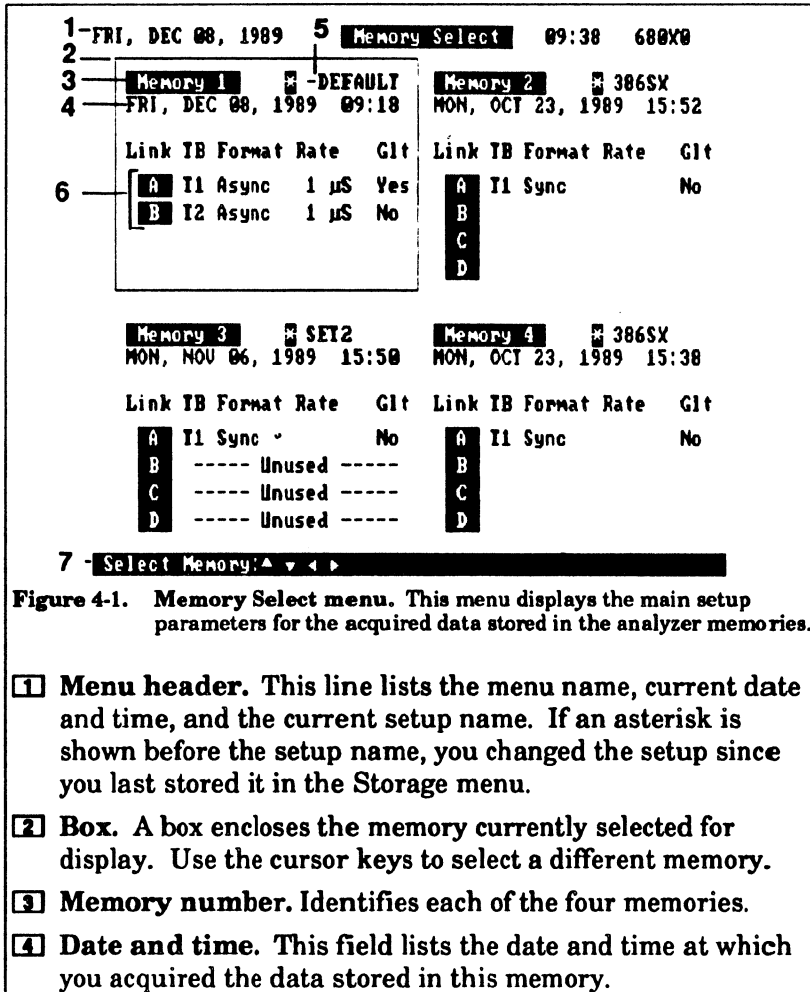 1 FRI, DEC 08, 1989 5 Memory Select 09:38 680X0
2
3 Memory 1 * -DEFAULT Memory 2 * 386SX
4 FRI, DEC 08, 1989 09:18 MON, OCT 23, 1989 15:52
Link TB Format Rate Glt Link TB Format Rate Glt
6 A T1 Async 1 µS Yes A T1 Sync No
B T2 Async 1 µS No B
C
D
Memory 3 * SET2 Memory 4 * 386SX
MON, NOV 06, 1989 15:50 MON, OCT 23, 1989 15:38
Link TB Format Rate Glt Link TB Format Rate Glt
A T1 Sync No A T1 Sync No
B ----- Unused ----- B
C ----- Unused ----- C
D ----- Unused ----- D
7 Select Memory:▲ ▼ ◄ ►
Figure 4-1. Memory Select menu. This menu displays the main setup
parameters for the acquired data stored in the analyzer memories.
1 Menu header. This line lists the menu name, current date
and time, and the current setup name. If an asterisk is
shown before the setup name, you changed the setup since
you last stored it in the Storage menu.
2 Box. A box encloses the memory currently selected for
display. Use the cursor keys to select a different memory.
3 Memory number. Identifies each of the four memories.
4 Date and time. This field lists the date and time at which
you acquired the data stored in this memory.